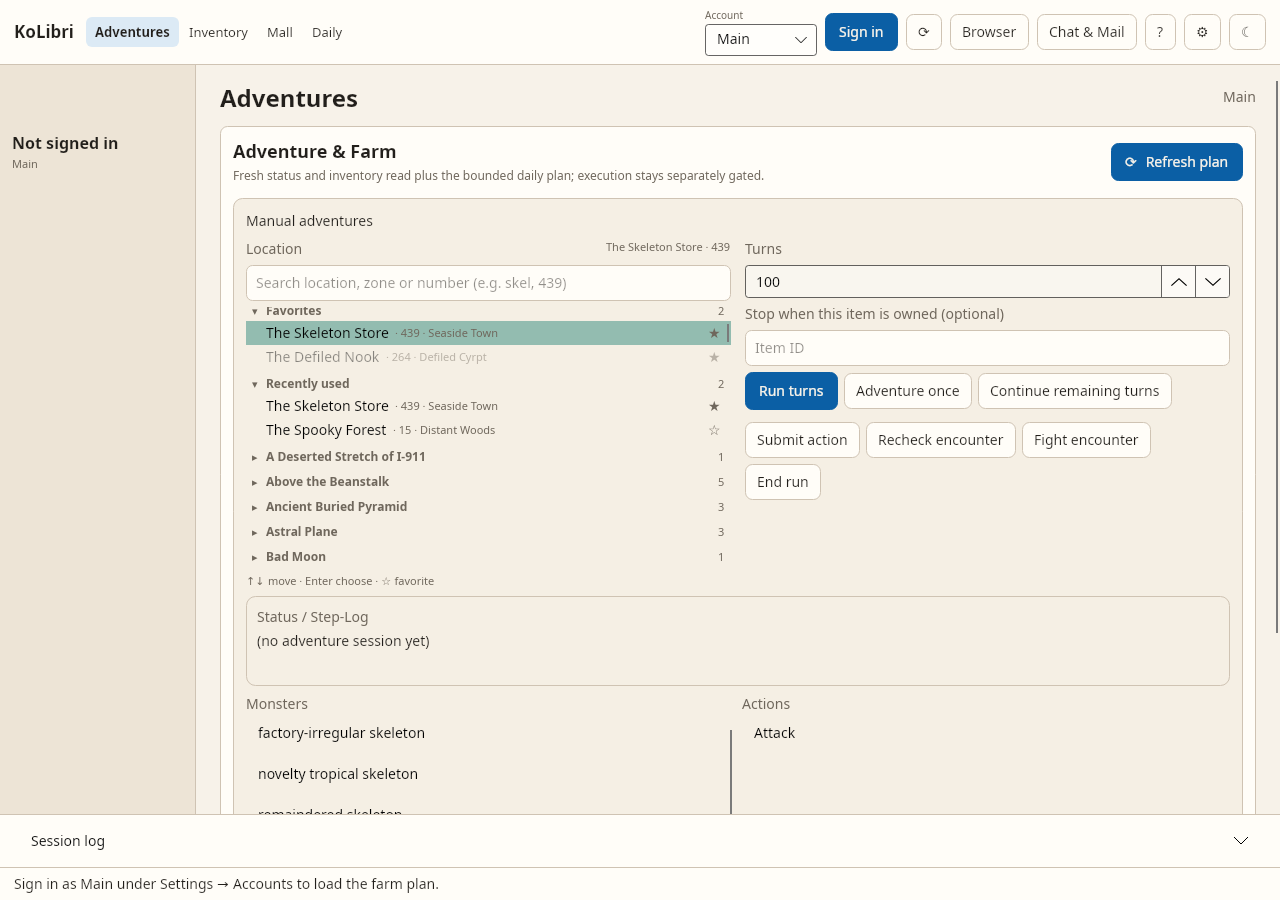 KoLibri Adventures Inventory Mall Daily
Account
Main
Sign in
⟳
Browser
Chat & Mail
?
⚙
☾
Not signed in
Main
Adventures
Main
Adventure & Farm
Fresh status and inventory read plus the bounded daily plan; execution stays separately gated.
⟳ Refresh plan
Manual adventures
Location
The Skeleton Store · 439
Search location, zone or number (e.g. skel, 439)
▾ Favorites 2
The Skeleton Store · 439 · Seaside Town ★
The Defiled Nook · 264 · Defiled Cyrpt ★
▾ Recently used 2
The Skeleton Store · 439 · Seaside Town ★
The Spooky Forest · 15 · Distant Woods ☆
▸ A Deserted Stretch of I-911 1
▸ Above the Beanstalk 5
▸ Ancient Buried Pyramid 3
▸ Astral Plane 3
▸ Bad Moon 1
↑↓ move · Enter choose · ☆ favorite
Turns
100
Stop when this item is owned (optional)
Item ID
Run turns
Adventure once
Continue remaining turns
Submit action
Recheck encounter
Fight encounter
End run
Status / Step-Log
(no adventure session yet)
Monsters
factory-irregular skeleton
novelty tropical skeleton
remaindered skeleton
Actions
Attack
Session log
Sign in as Main under Settings → Accounts to load the farm plan.